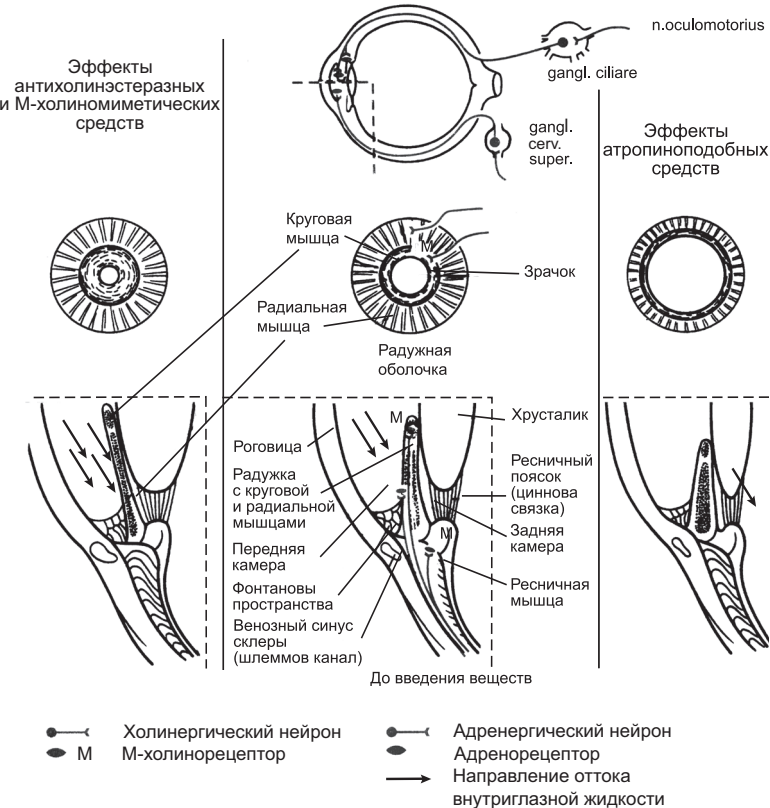 n.oculomotorius
gangl. ciliare
gangl.
cerv.
super.
Эффекты
антихолинэстеразных
и М-холиномиметических
средств
Эффекты
атропиноподобных
средств
Круговая
мышца
М
Зрачок
Радиальная
мышца
Радужная
оболочка
М
Хрусталик
Роговица
Радужка
с круговой
и радиальной
мышцами
Ресничный
поясок
(циннова
связка)
Передняя
камера
М
Задняя
камера
Фонтановы
пространства
Ресничная
мышца
Венозный синус
склеры
(шлеммов канал)
До введения веществ
Холинергический нейрон
М М-холинорецептор
Адренергический нейрон
Адренорецептор
Направление оттока
внутриглазной жидкости